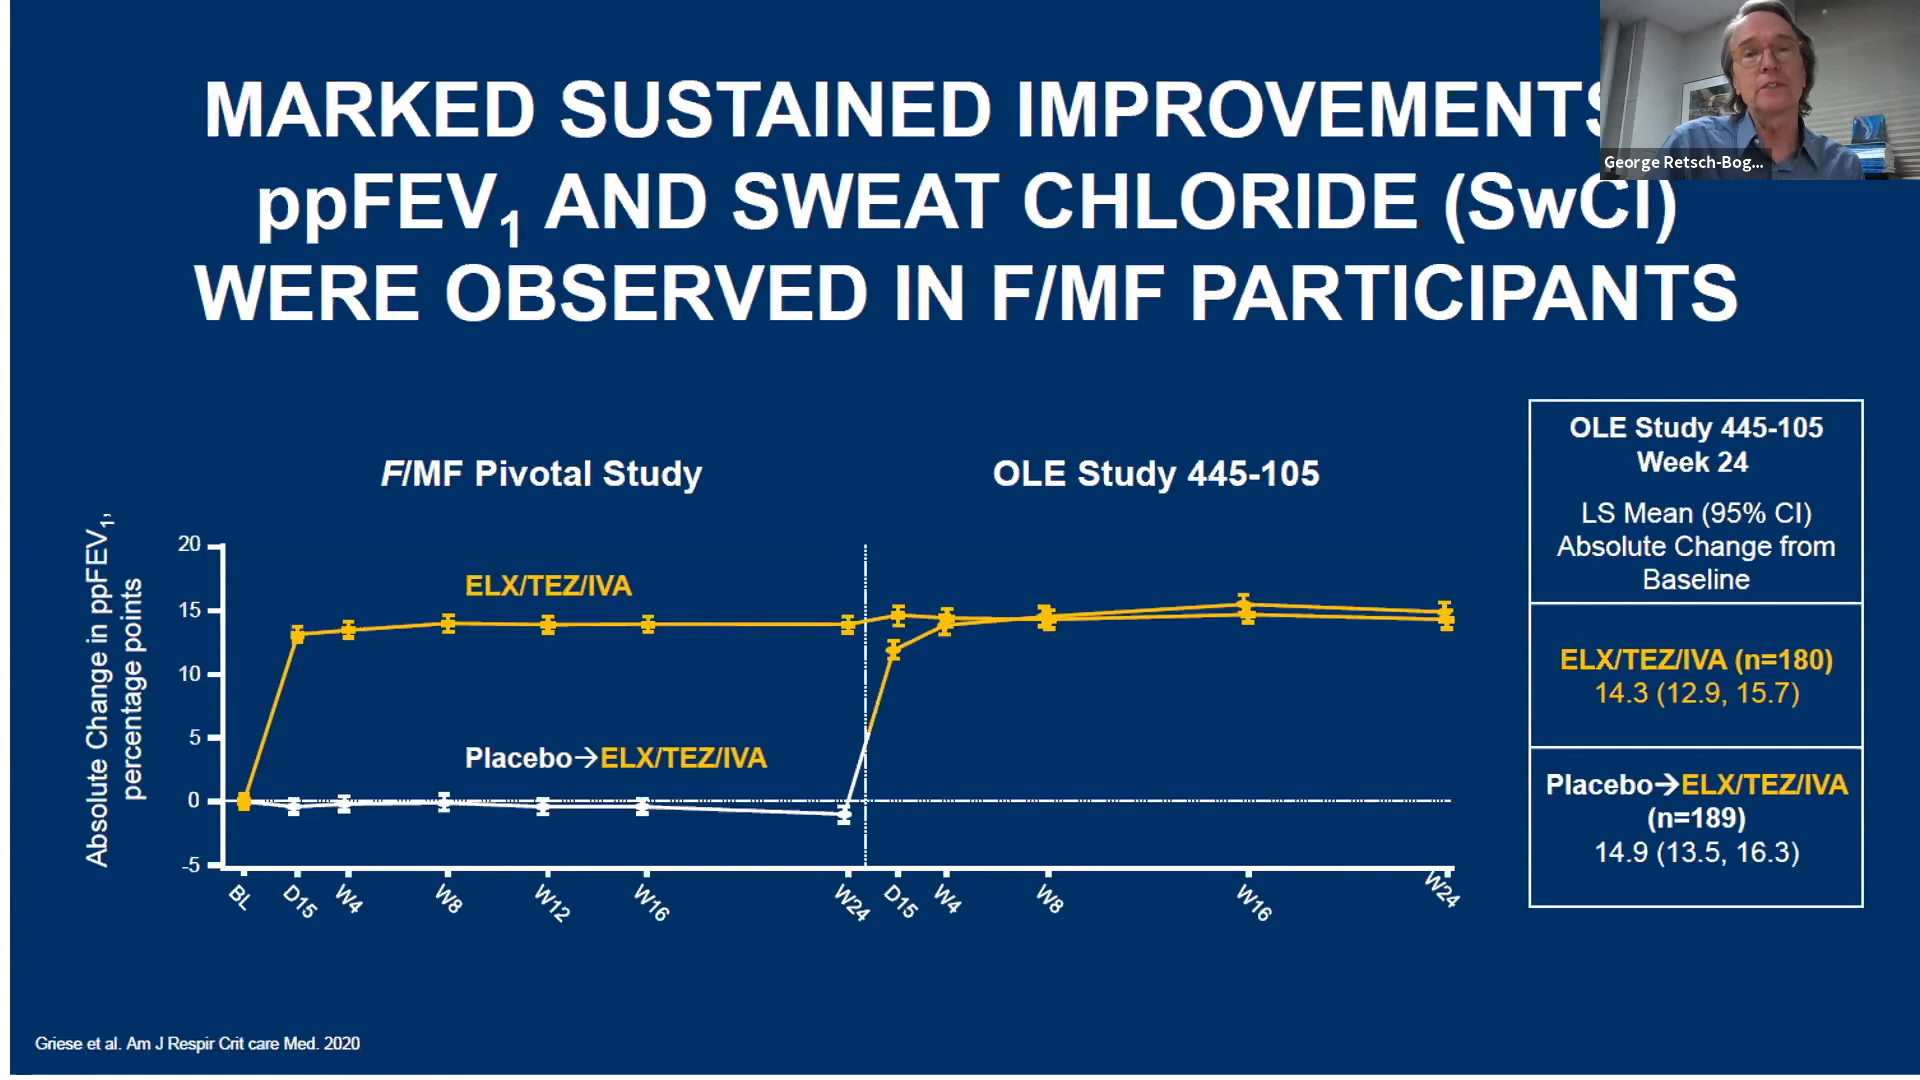 MARKED SUSTAINED IMPROVEMENTS
George Retsch-Bog...
ppFEV1 AND SWEAT CHLORIDE (SwCl)
WERE OBSERVED IN F/MF PARTICIPANTS
F/MF Pivotal Study
OLE Study 445-105
Absolute Change in ppFEV1,
percentage points
20
15
10
5
0
-5
ELX/TEZ/IVA
Placebo→ELX/TEZ/IVA
BL
D15
W4
W8
W12
W16
W24
D15
W4
W8
W16
W24
OLE Study 445-105
Week 24
LS Mean (95% CI)
Absolute Change from
Baseline
ELX/TEZ/IVA (n=180)
14.3 (12.9, 15.7)
Placebo→ELX/TEZ/IVA
(n=189)
14.9 (13.5, 16.3)
Griese et al. Am J Respir Crit care Med. 2020